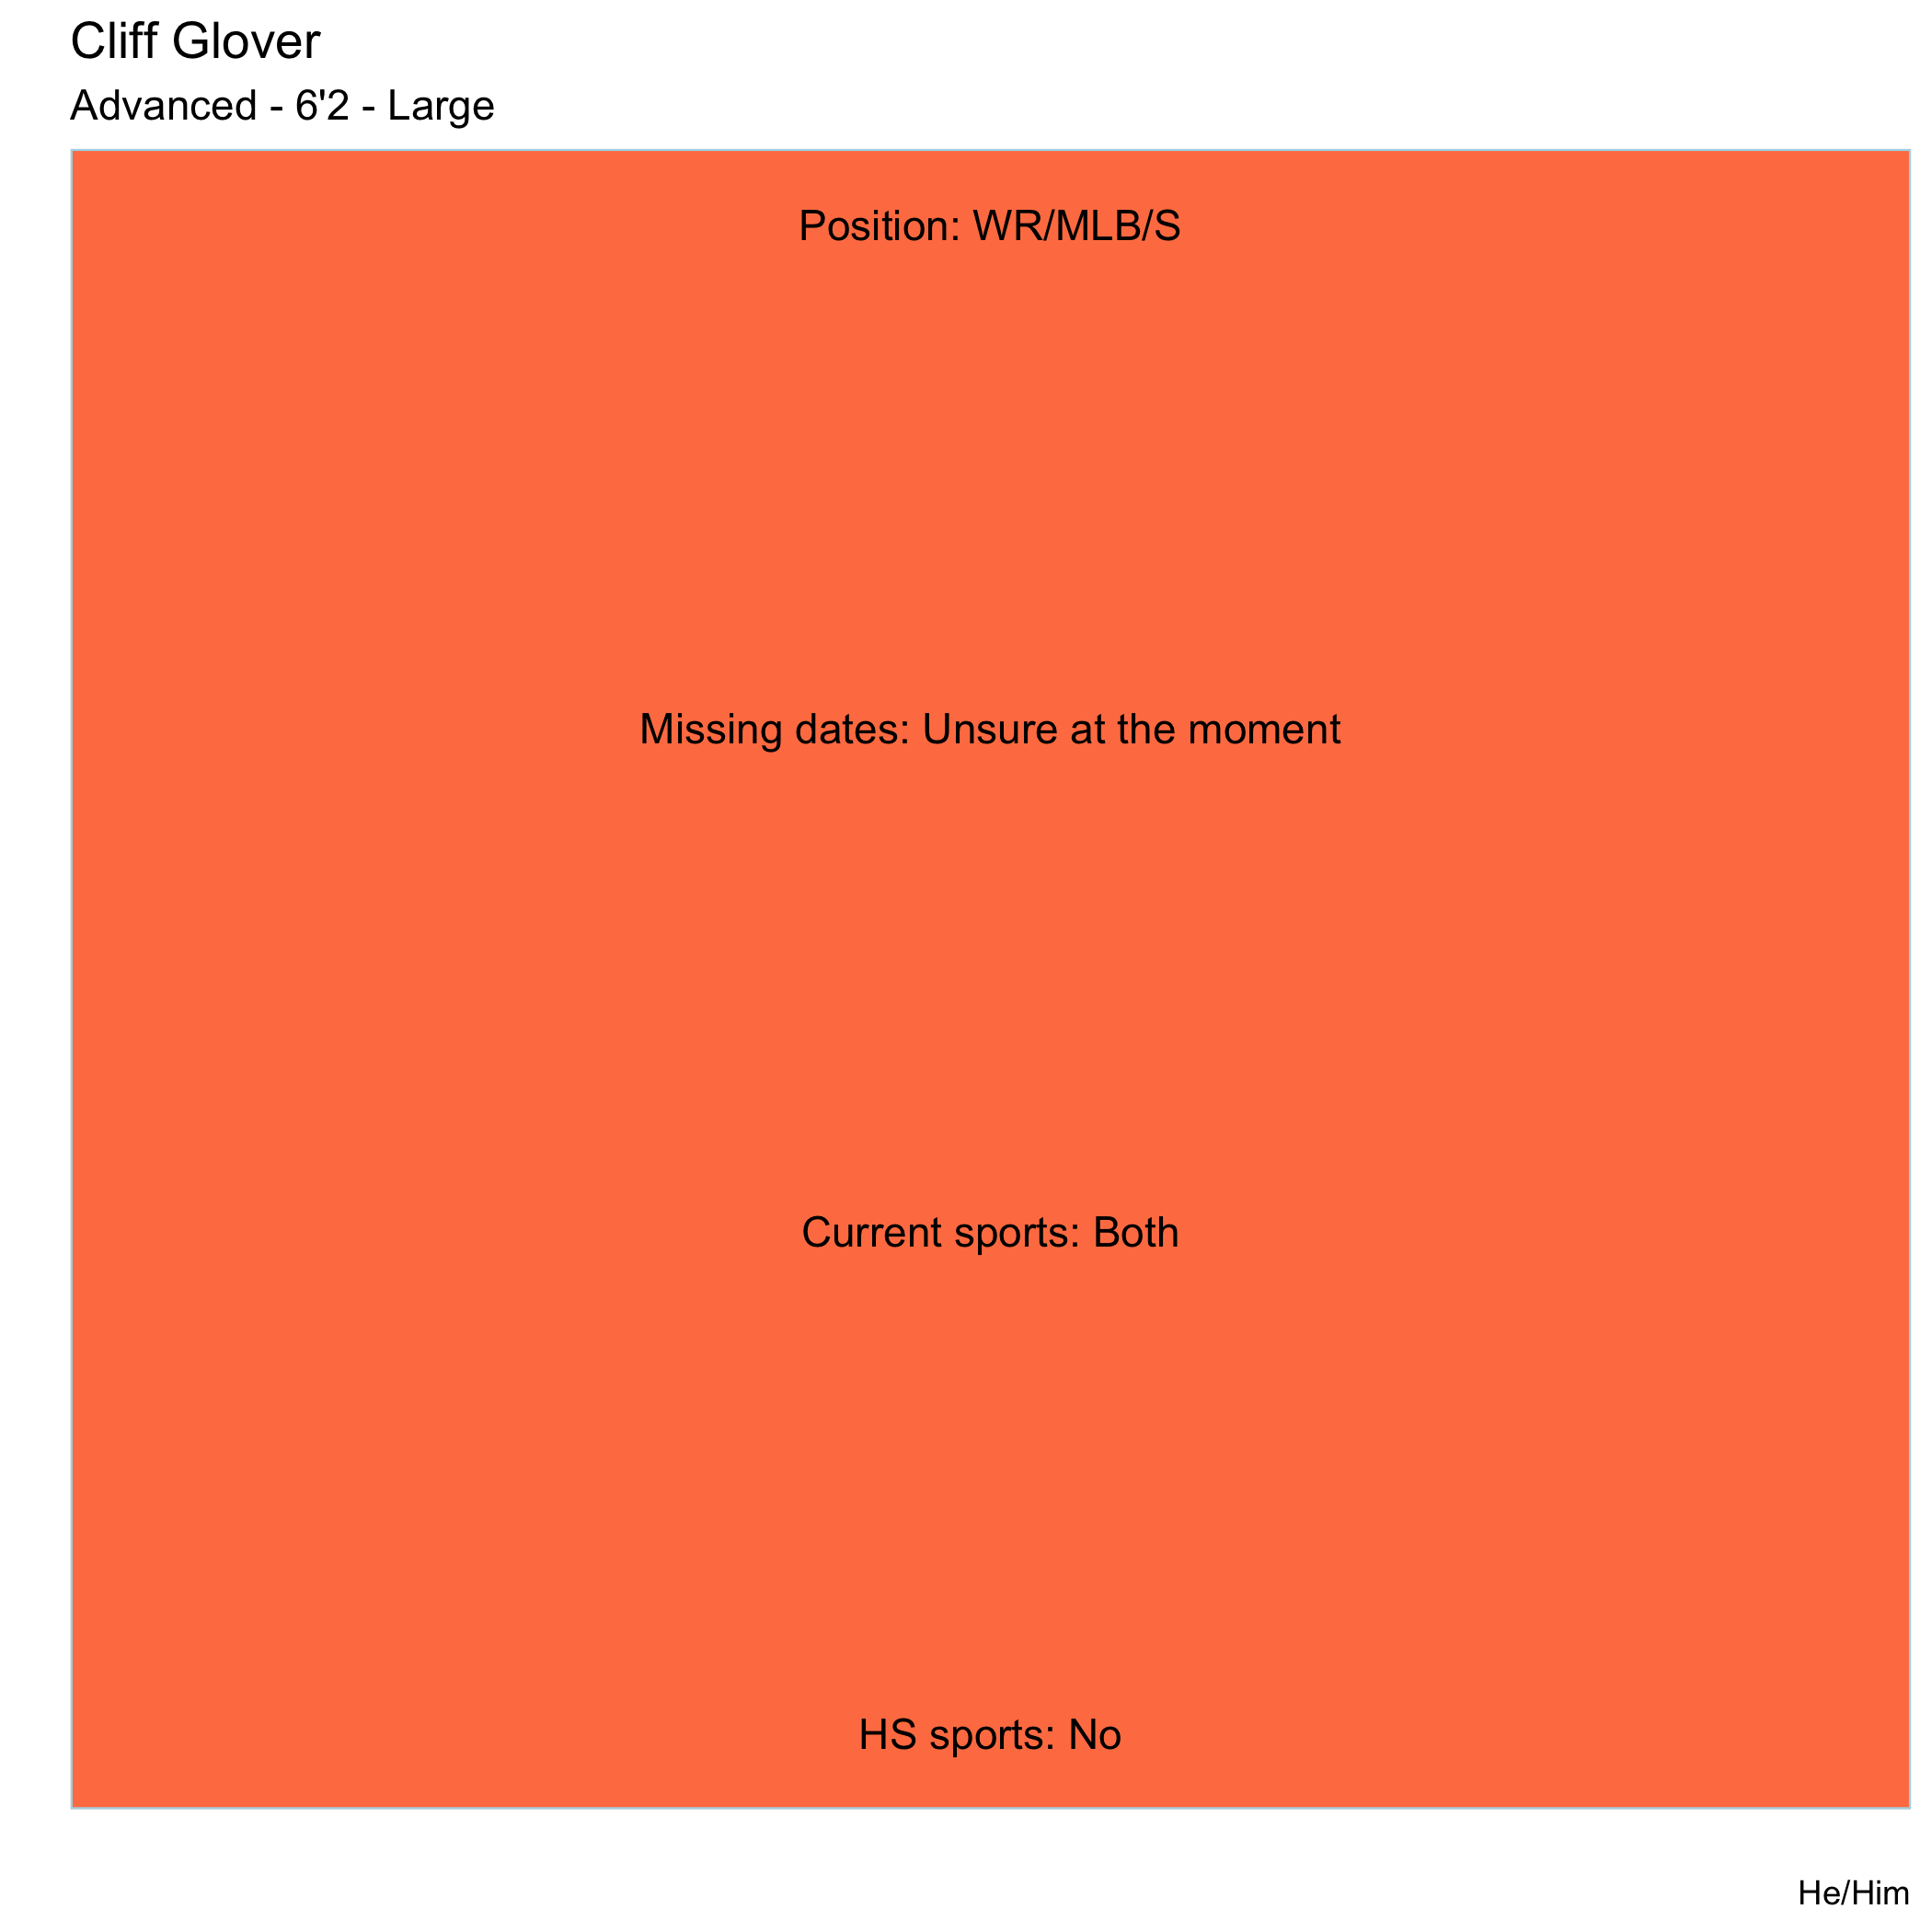 Cliff Glover
Advanced - 6'2 - Large
Position: WR/MLB/S
Missing dates: Unsure at the moment
Current sports: Both
HS sports: No
He/Him